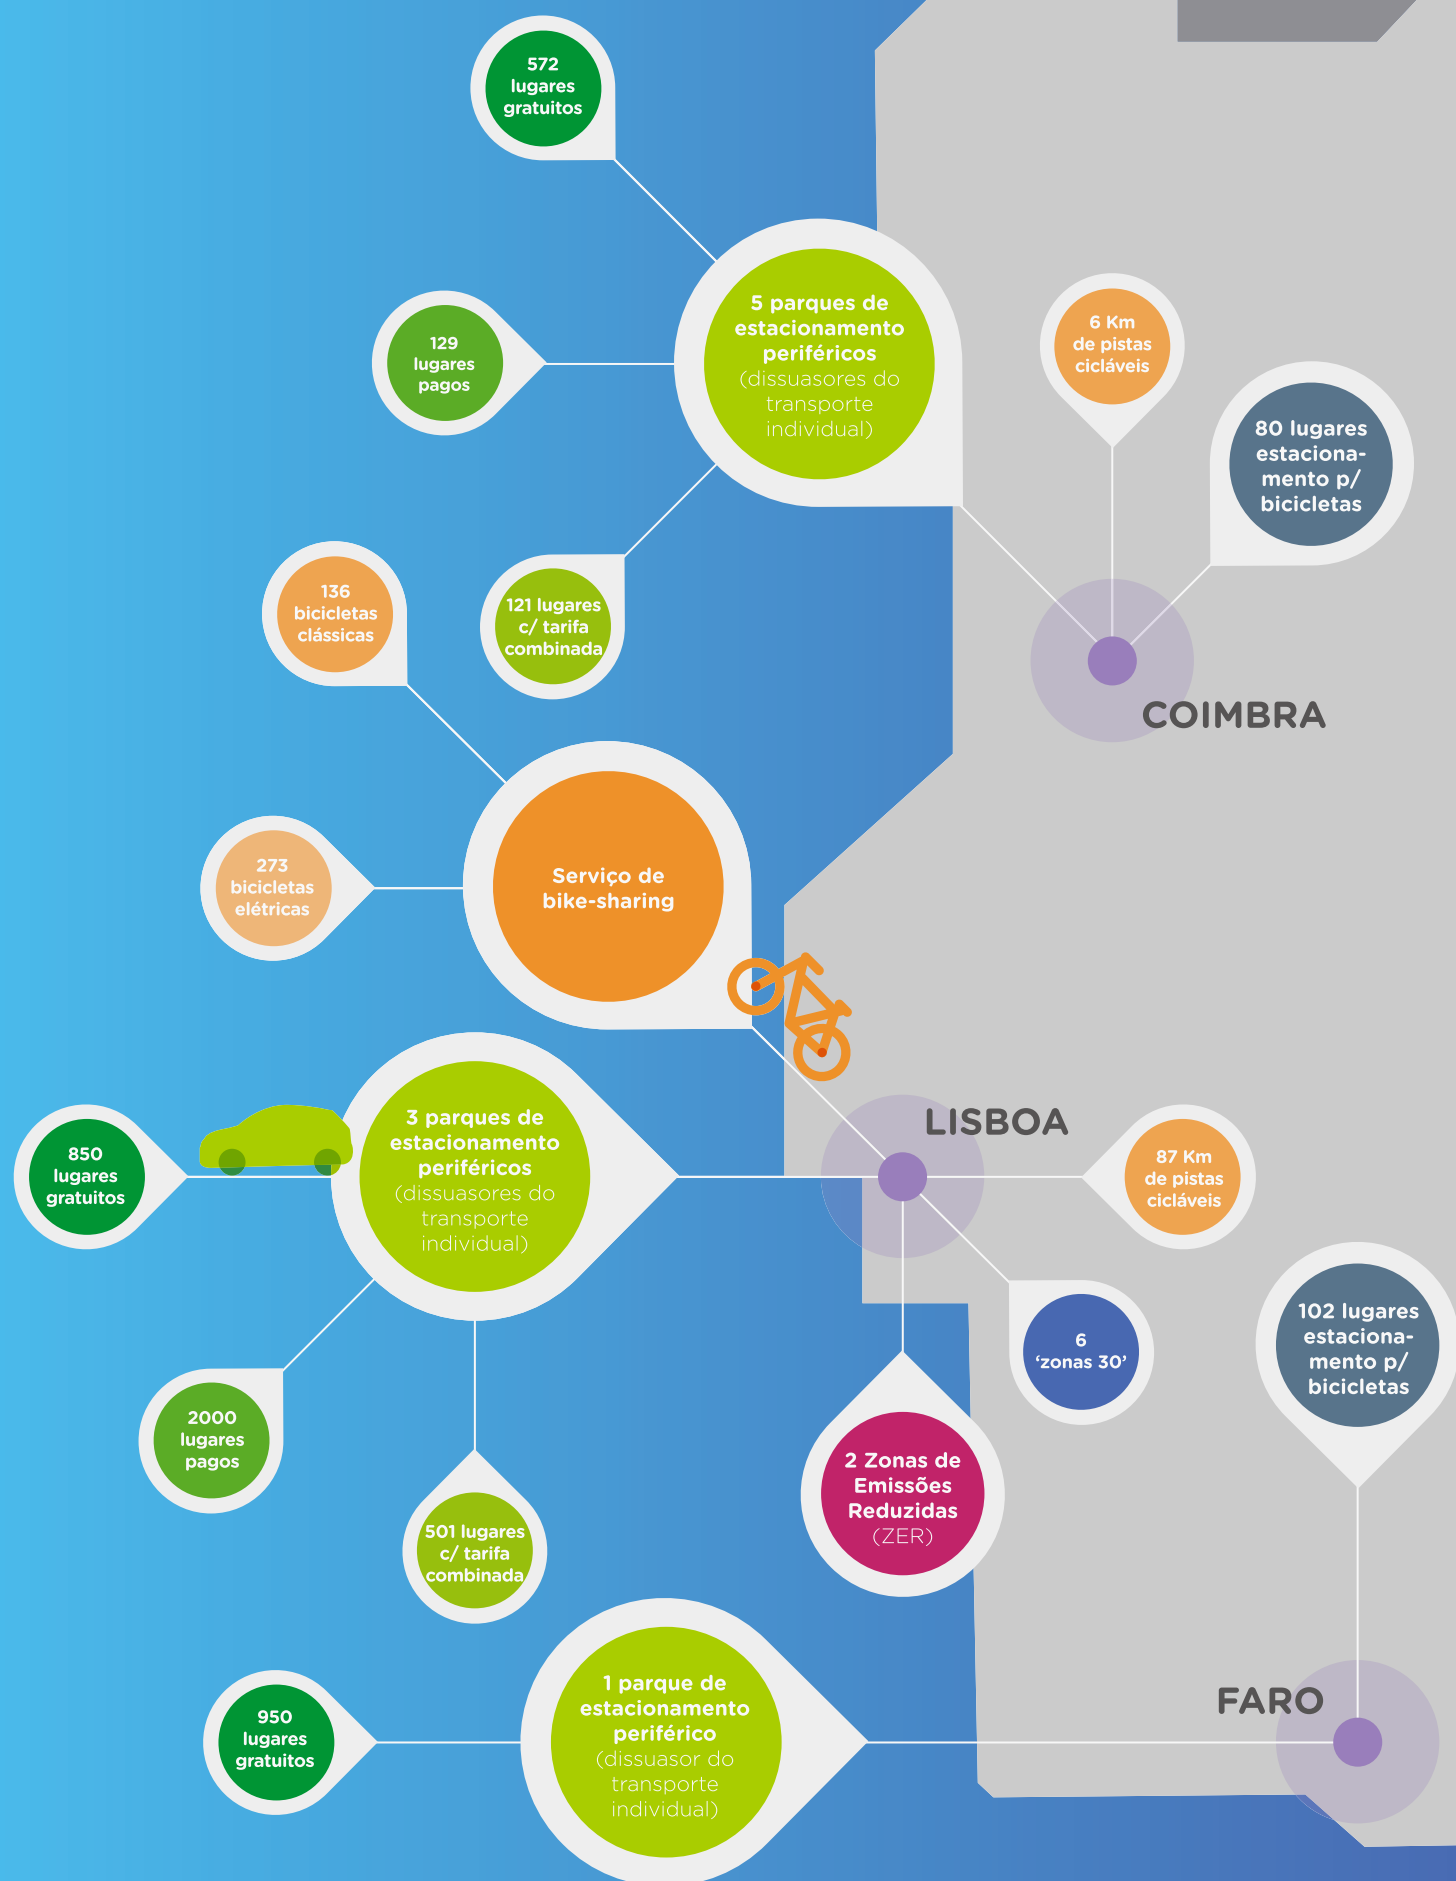 572
lugares
gratuitos
5 parques de
estacionamento
periféricos
(dissuasores do
transporte
individual)
129
lugares
pagos
121 lugares
c/ tarifa
combinada
6 Km
de pistas
cicláveis
80 lugares
estaciona-
mento p/
bicicletas
COIMBRA
136
bicicletas
clássicas
273
bicicletas
elétricas
Serviço de
bike-sharing
LISBOA
3 parques de
estacionamento
periféricos
(dissuasores do
transporte
individual)
850
lugares
gratuitos
2000
lugares
pagos
501 lugares
c/ tarifa
combinada
87 Km
de pistas
cicláveis
6
‘zonas 30’
2 Zonas de
Emissões
Reduzidas
(ZER)
102 lugares
estaciona-
mento p/
bicicletas
FARO
1 parque de
estacionamento
periférico
(dissuasor do
transporte
individual)
950
lugares
gratuitos